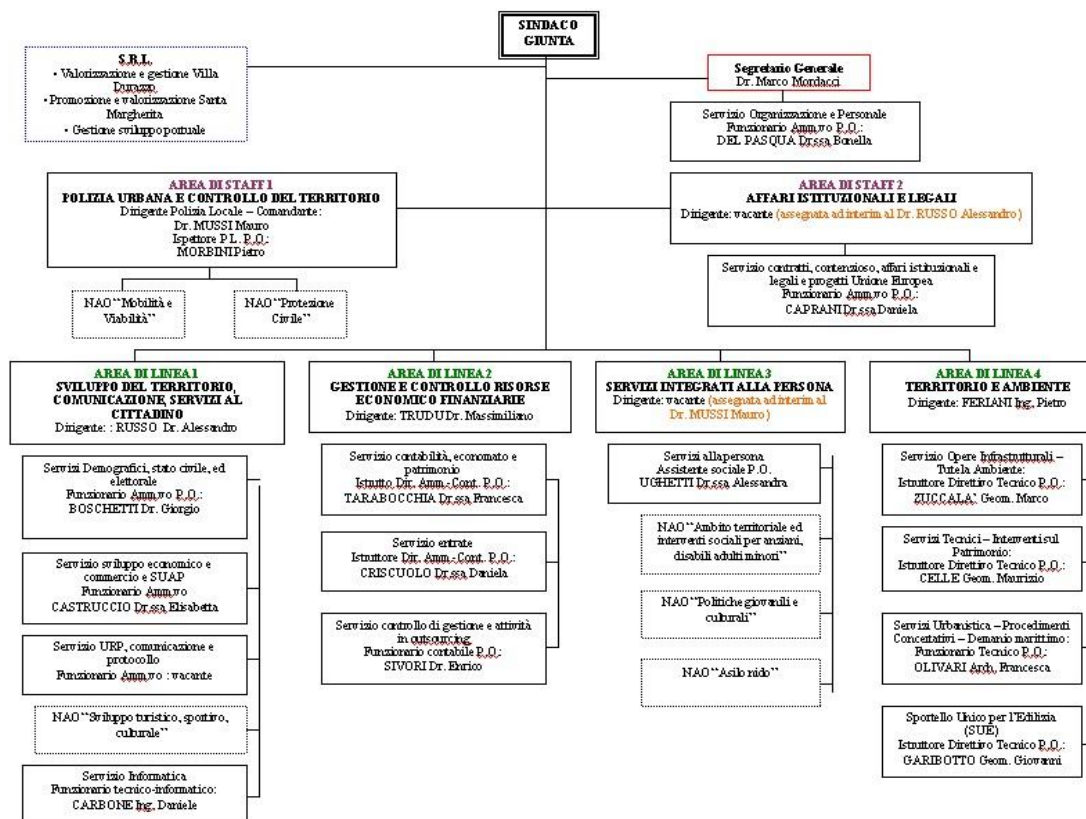 SINDACO
GIUNTA
S.R.L.
• Valorizzazione e gestione Villa
Durazzo
• Promozione e valorizzazione Santa
Margherita
• Gestione sviluppo portuale
Segretario Generale
Dr. Marco Mordacci
Servizio Organizzazione e Personale
Funzionario Amm.vo P.O.:
DEL PASQUA Dr.ssa Bonella
AREA DI STAFF 1
POLIZIA URBANA E CONTROLLO DEL TERRITORIO
Dirigente Polizia Locale – Comandante:
Dr. MUSSI Mauro
Ispettore P.L. P.O.:
MORBINI Pietro
NAO “Mobilità e
Viabilità”
NAO “Protezione
Civile”
AREA DI STAFF 2
AFFARI ISTITUZIONALI E LEGALI
Dirigente: vacante (assegnata ad interim al Dr. RUSSO Alessandro)
Servizio contratti, contenzioso, affari istituzionali e
legali e progetti Unione Europea
Funzionario Amm.vo P.O.:
CAPRANI Dr.ssa Daniela
AREA DI LINEA 1
SVILUPPO DEL TERRITORIO,
COMUNICAZIONE, SERVIZI AL
CITTADINO
Dirigente: : RUSSO Dr. Alessandro
Servizi Demografici, stato civile, ed
elettorale
Funzionario Amm.vo P.O.:
BOSCHETTI Dr. Giorgio
Servizio sviluppo economico e
commercio e SUAP
Funzionario Amm.vo
CASTRUCCIO Dr.ssa Elisabetta
Servizio URP, comunicazione e
protocollo
Funzionario Amm.vo : vacante
NAO “Sviluppo turistico, sportivo,
culturale”
Servizio Informatica
Funzionario tecnico-informatico:
CARBONE Ing. Daniele
AREA DI LINEA 2
GESTIONE E CONTROLLO RISORSE
ECONOMICO FINANZIARIE
Dirigente: TRUDU Dr. Massimiliano
Servizio contabilità, economato e
patrimonio
Istrutto Dir. Amm.-Cont. P.O.:
TARABOCCHIA Dr.ssa Francesca
Servizio entrate
Istruttore Dir. Amm.-Cont. P.O.:
CRISCUOLO Dr.ssa Daniela
Servizio controllo di gestione e attività
in outsourcing
Funzionario contabile P.O.:
SIVORI Dr. Enrico
AREA DI LINEA 3
SERVIZI INTEGRATI ALLA PERSONA
Dirigente: vacante (assegnata ad interim al
Dr. MUSSI Mauro)
Servizi alla persona
Assistente sociale P.O.
UGHETTI Dr.ssa Alessandra
NAO “Ambito territoriale ed
interventi sociali per anziani,
disabili adulti minori”
NAO “Politiche giovanili e
culturali”
NAO “Asilo nido”
AREA DI LINEA 4
TERRITORIO E AMBIENTE
Dirigente: FERIANI Ing. Pietro
Servizio Opere Infrastrutturali –
Tutela Ambiente:
Istruttore Direttivo Tecnico P.O.:
ZUCCALA’ Geom. Marco
Servizi Tecnici – Interventi sul
Patrimonio:
Istruttore Direttivo Tecnico P.O.:
CELLE Geom. Maurizio
Servizi Urbanistica – Procedimenti
Concertativi – Demanio marittimo:
Funzionario Tecnico P.O.:
OLIVARI Arch. Francesca
Sportello Unico per l’Edilizia
(SUE)
Istruttore Direttivo Tecnico P.O.:
GARIBOTTO Geom. Giovanni